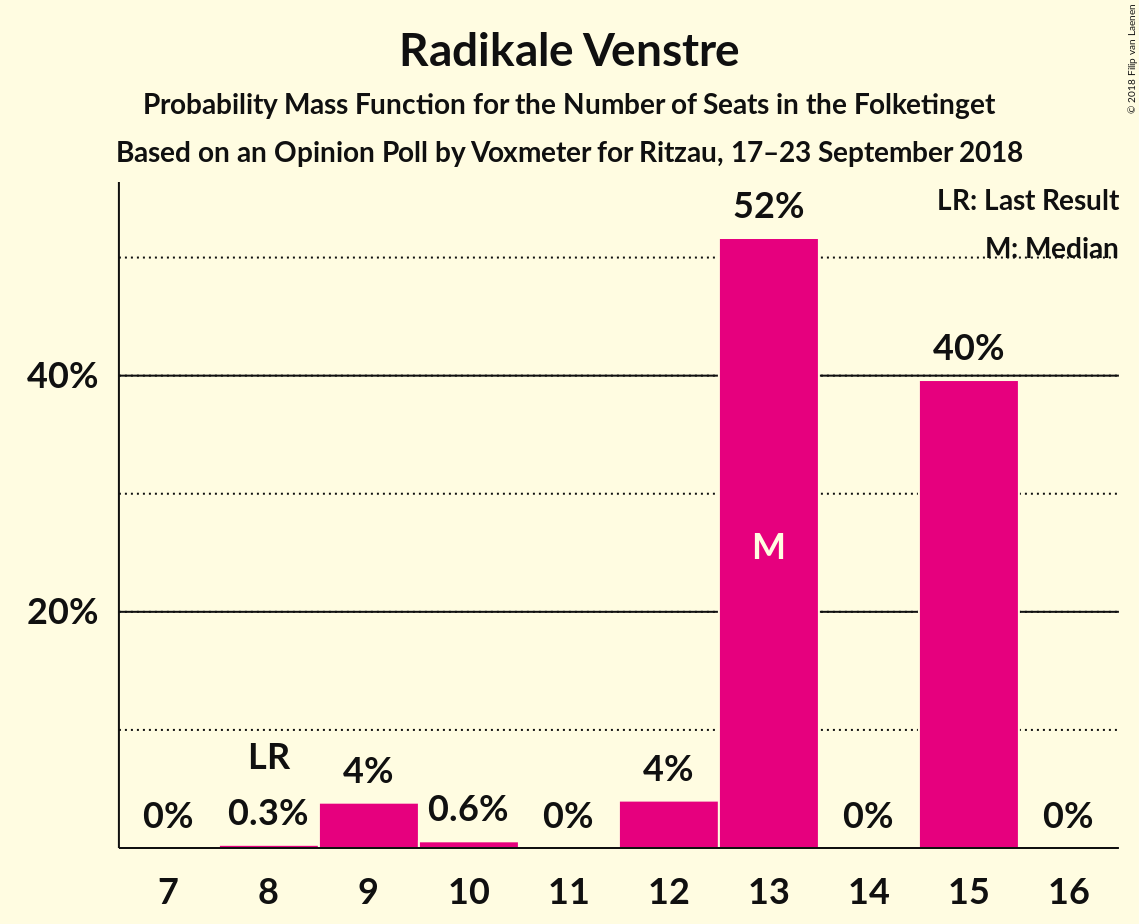 Radikale Venstre
Probability Mass Function for the Number of Seats in the Folketinget
Based on an Opinion Poll by Voxmeter for Ritzau, 17–23 September 2018
© 2018 Filip van Laenen
LR: Last Result
M: Median
52%
40%
40%
M
20%
LR
0%
0.3%
4%
0.6%
0%
4%
0%
0%
7 8 9 10 11 12 13 14 15 16